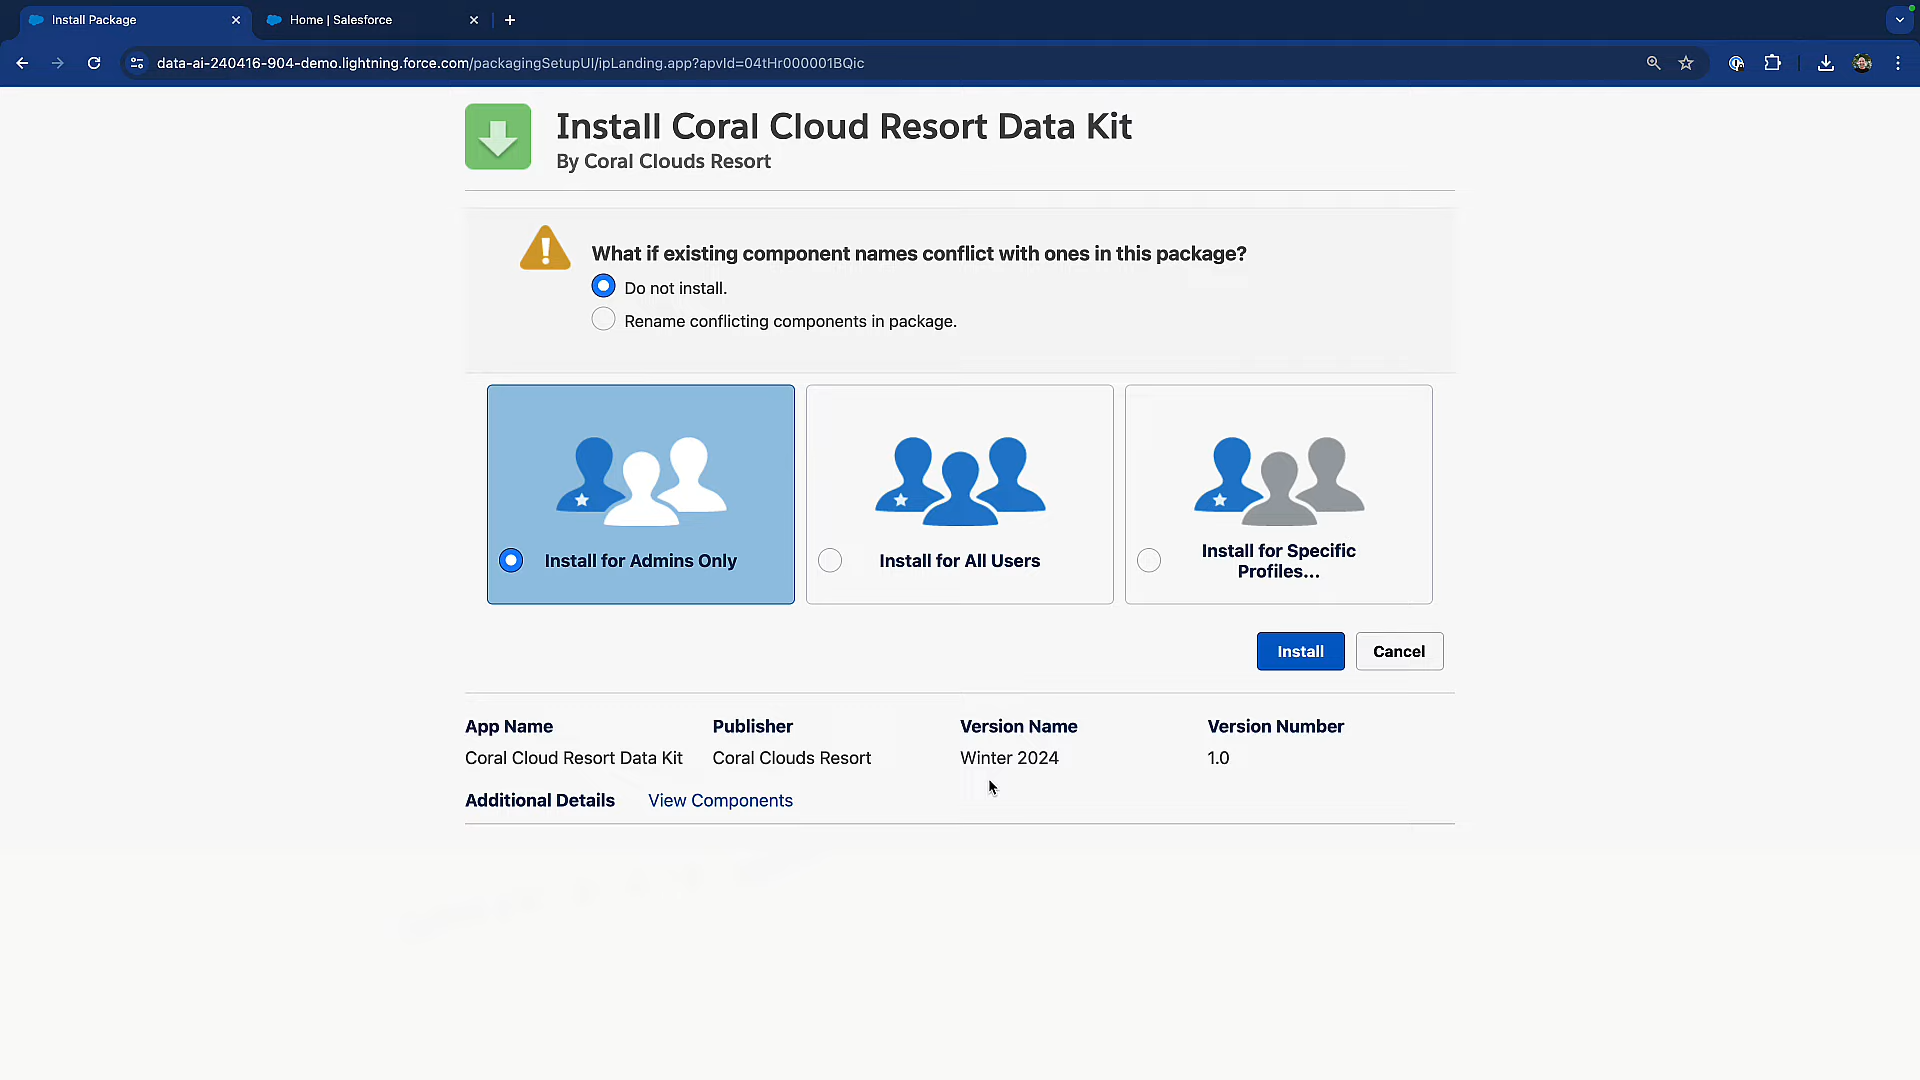 Install Package
Home | Salesforce
data-ai-240416-904-demo.lightning.force.com/packagingSetupUI/ipLanding.app?apvId=04tHr000001BQic
Install Coral Cloud Resort Data Kit
By Coral Clouds Resort
What if existing component names conflict with ones in this package?
Do not install.
Rename conflicting components in package.
Install for Admins Only
Install for All Users
Install for Specific
Profiles...
Install
Cancel
App Name
Publisher
Version Name
Version Number
Coral Cloud Resort Data Kit
Coral Clouds Resort
Winter 2024
1.0
Additional Details
View Components